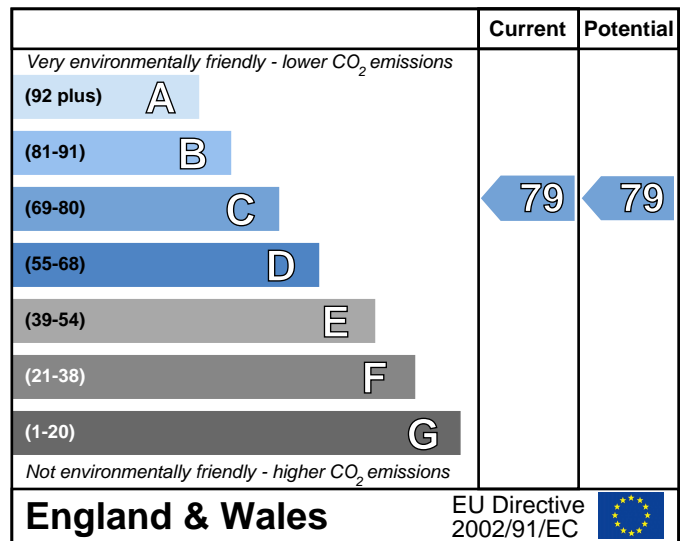 Current Potential
Very environmentally friendly - lower CO2 emissions
(92 plus) A
(81-91) B
(69-80) C 79 79
(55-68) D
(39-54) E
(21-38) F
(1-20) G
Not environmentally friendly - higher CO2 emissions
England & Wales EU Directive
2002/91/EC